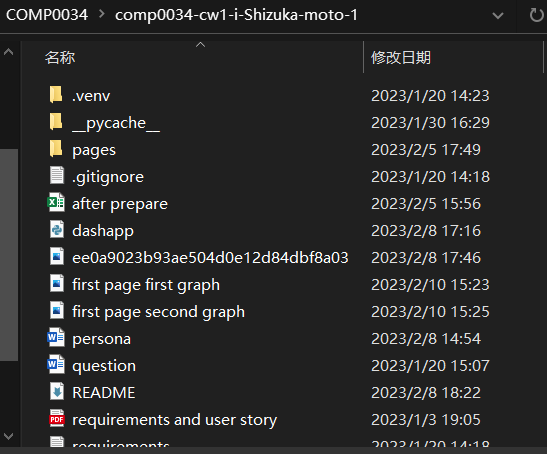 COMP0034 › comp0034-cw1-i-Shizuka-moto-1
名称 修改日期
.venv 2023/1/20 14:23
__pycache__ 2023/1/30 16:29
pages 2023/2/5 17:49
.gitignore 2023/1/20 14:18
after prepare 2023/2/5 15:56
dashapp 2023/2/8 17:16
ee0a9023b93ae504d0e12d84dbf8a03 2023/2/8 17:46
first page first graph 2023/2/10 15:23
first page second graph 2023/2/10 15:25
persona 2023/2/8 14:54
question 2023/1/20 15:07
README 2023/2/8 18:22
requirements and user story 2023/1/3 19:05
requirements 2023/1/20 14:18